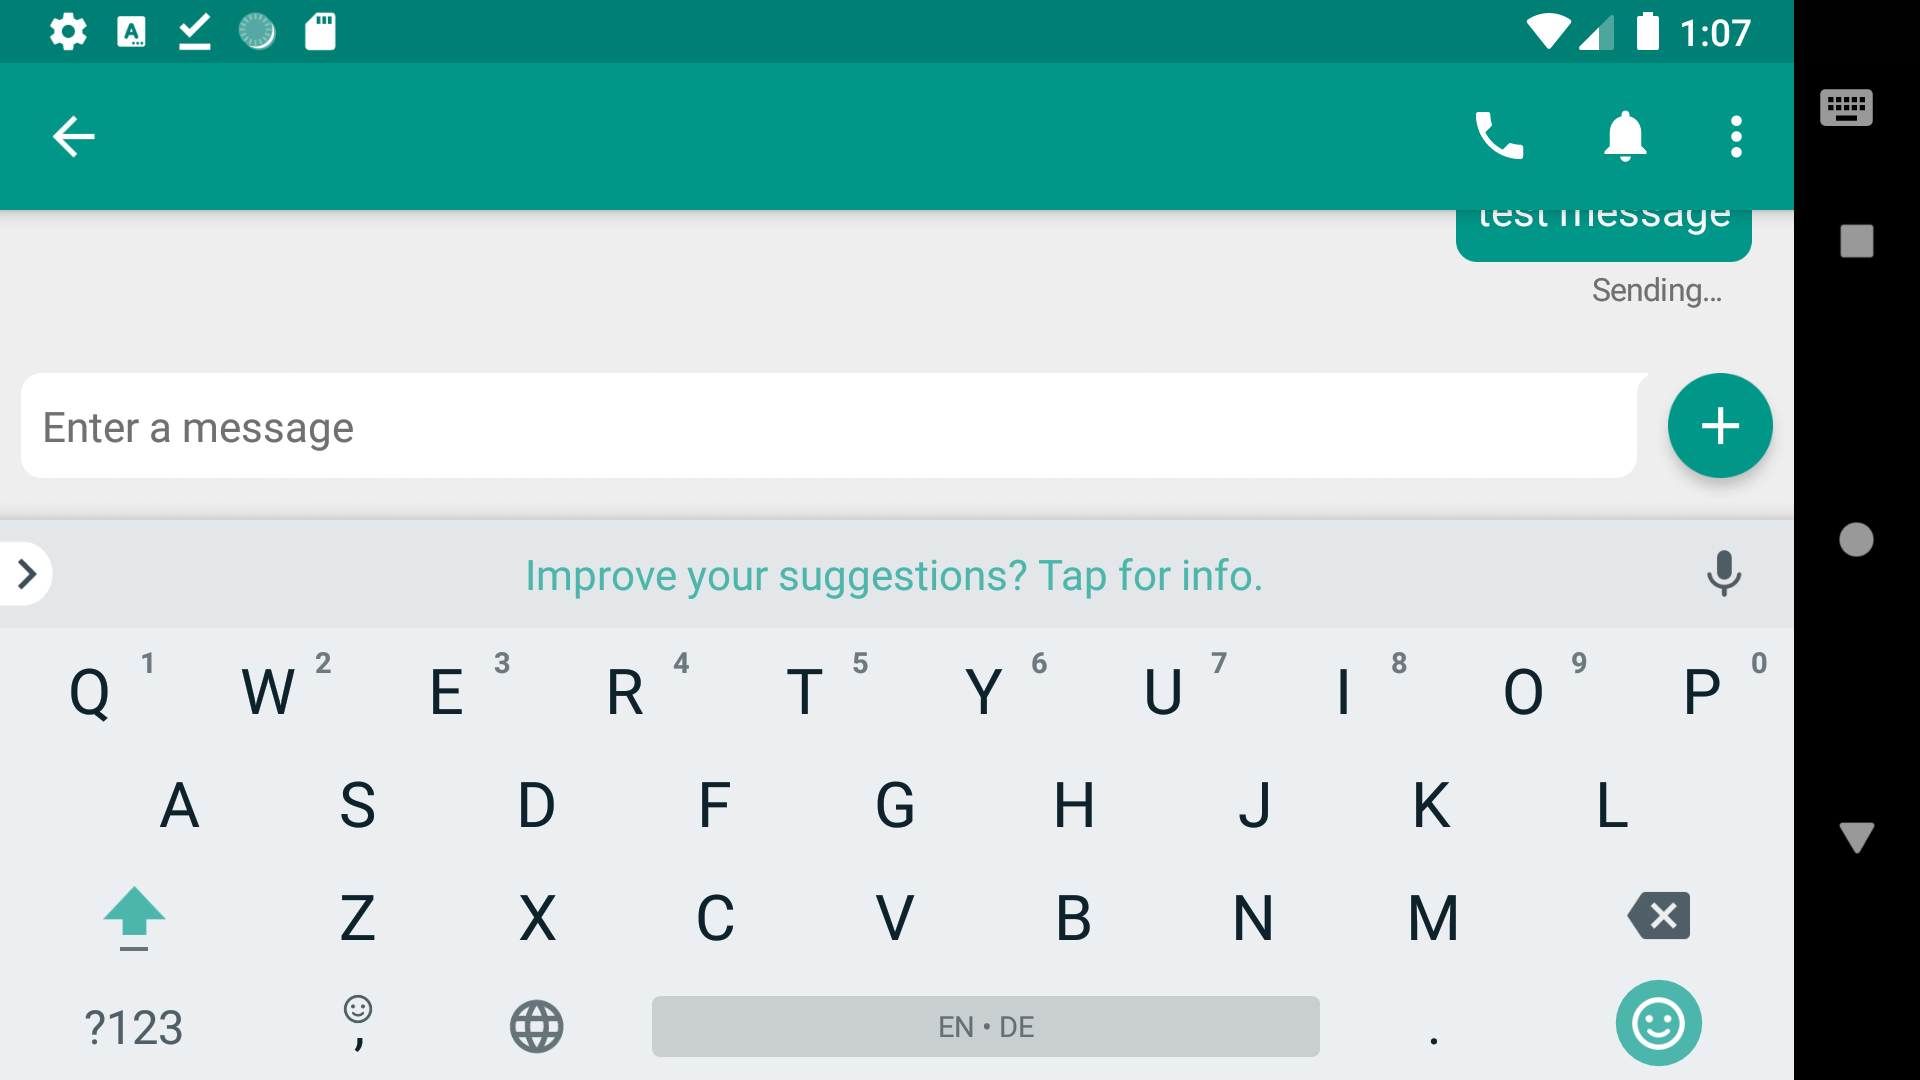 1:07
test message
Sending...
Enter a message
Improve your suggestions? Tap for info.
Q 1 W 2 E 3 R 4 T 5 Y 6 U 7 I 8 O 9 P 0
A S D F G H J K L
Z X C V B N M
?123 , EN • DE .